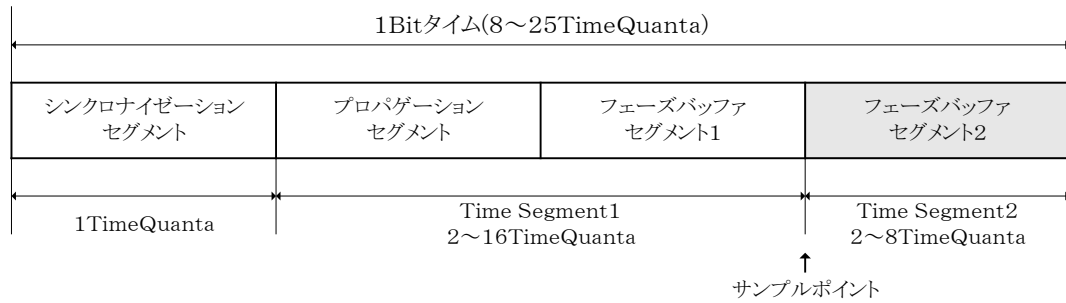 1Bitタイム(8～25TimeQuanta)
シンクロナイゼーション
セグメント
プロパゲーション
セグメント
フェーズバッファ
セグメント1
フェーズバッファ
セグメント2
1TimeQuanta
Time Segment1
2～16TimeQuanta
Time Segment2
2～8TimeQuanta
サンプルポイント